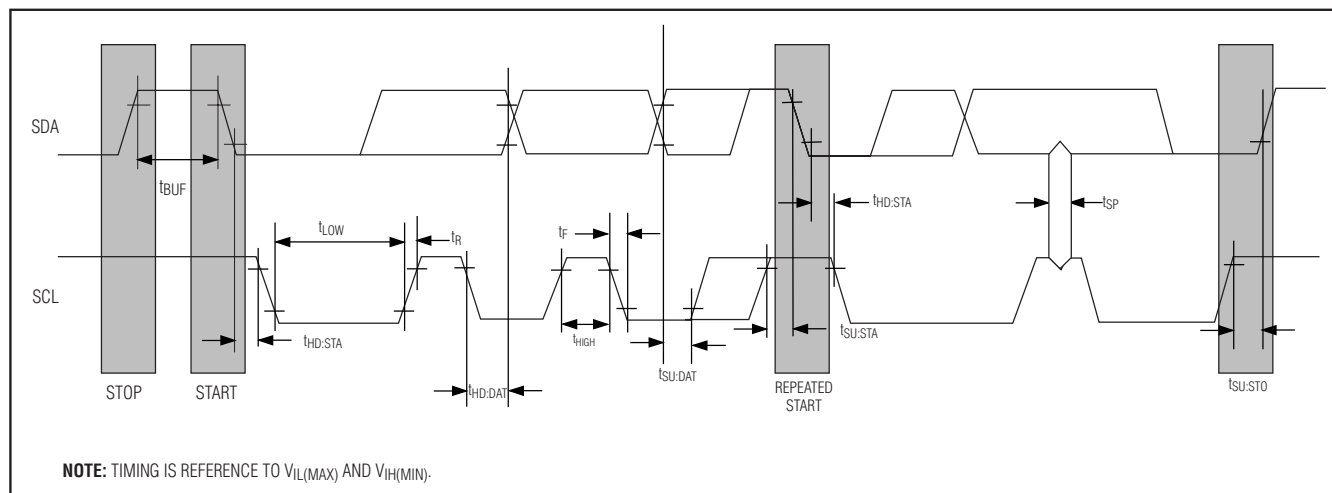 SDA
tBUF
tHD:STA
tSP
tLOW
tR
tF
SCL
tHD:STA
tHIGH
tSU:STA
tSU:DAT
tHD:DAT
tSU:STO
STOP
START
REPEATED
START
NOTE: TIMING IS REFERENCE TO VIL(MAX) AND VIH(MIN).